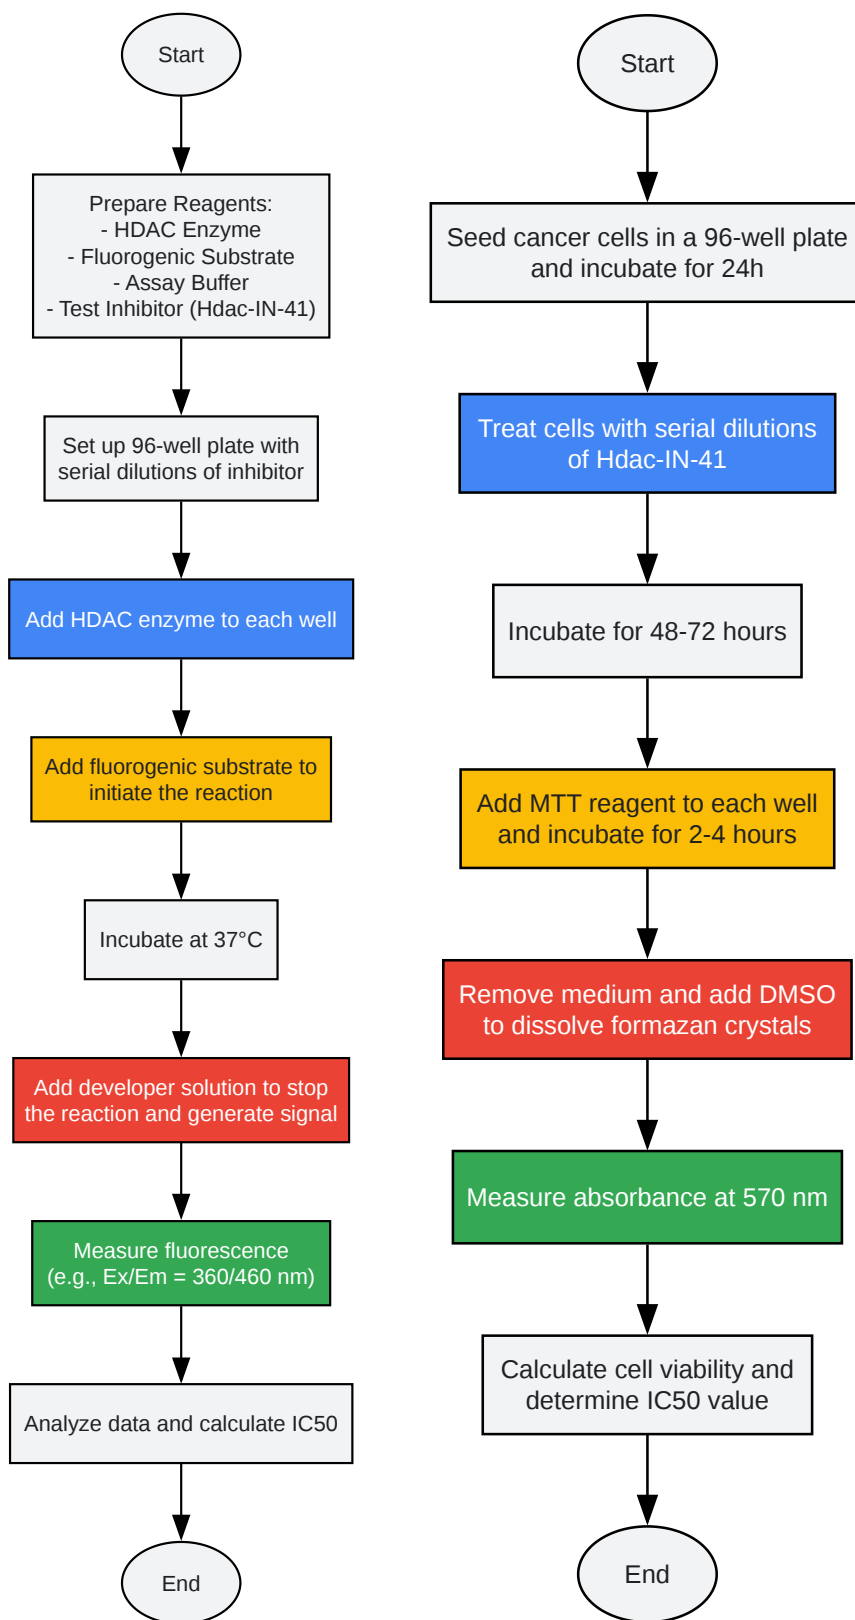 Start
Prepare Reagents:
- HDAC Enzyme
- Fluorogenic Substrate
- Assay Buffer
- Test Inhibitor (Hdac-IN-41)
Set up 96-well plate with
serial dilutions of inhibitor
Add HDAC enzyme to each well
Add fluorogenic substrate to
initiate the reaction
Incubate at 37°C
Add developer solution to stop
the reaction and generate signal
Measure fluorescence
(e.g., Ex/Em = 360/460 nm)
Analyze data and calculate IC50
End
Start
Seed cancer cells in a 96-well plate
and incubate for 24h
Treat cells with serial dilutions
of Hdac-IN-41
Incubate for 48-72 hours
Add MTT reagent to each well
and incubate for 2-4 hours
Remove medium and add DMSO
to dissolve formazan crystals
Measure absorbance at 570 nm
Calculate cell viability and
determine IC50 value
End